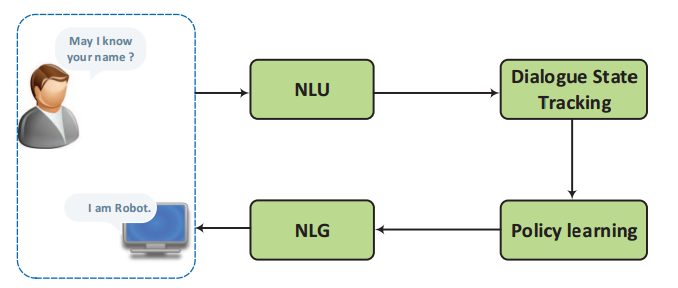 May I know
your name ?
NLU
Dialogue State
Tracking
I am Robot.
NLG
Policy learning